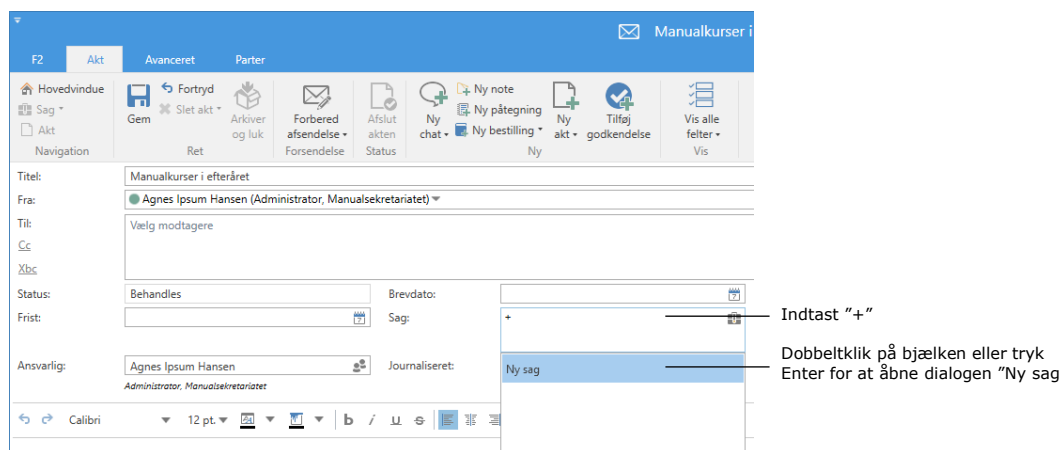 Manualkurser i
F2 Akt Avanceret Parter
Hovedvindue
Sag
Akt
Navigation
Gem
Fortryd
Slet akt
Arkiver
og luk
Ret
Forbered
afsendelse
Forsendelse
Afslut
akten
Status
Ny
chat
Ny note
Ny påtegning
Ny bestilling
Ny
akt
Tilføj
godkendelse
Ny
Vis alle
felter
Vis
Titel: Manualkurser i efteråret
Fra: Agnes Ipsum Hansen (Administrator, Manualsekretariatet)
Til: Vælg modtagere
Cc
Xbc
Status: Behandles Brevdato:
Frist: Sag: +
Indtast "+"
Ansvarlig: Agnes Ipsum Hansen Journaliseret: Ny sag
Administrator, Manualsekretariatet
Dobbeltklik på bjælken eller tryk
Enter for at åbne dialogen "Ny sag
Calibri 12 pt. b i u s